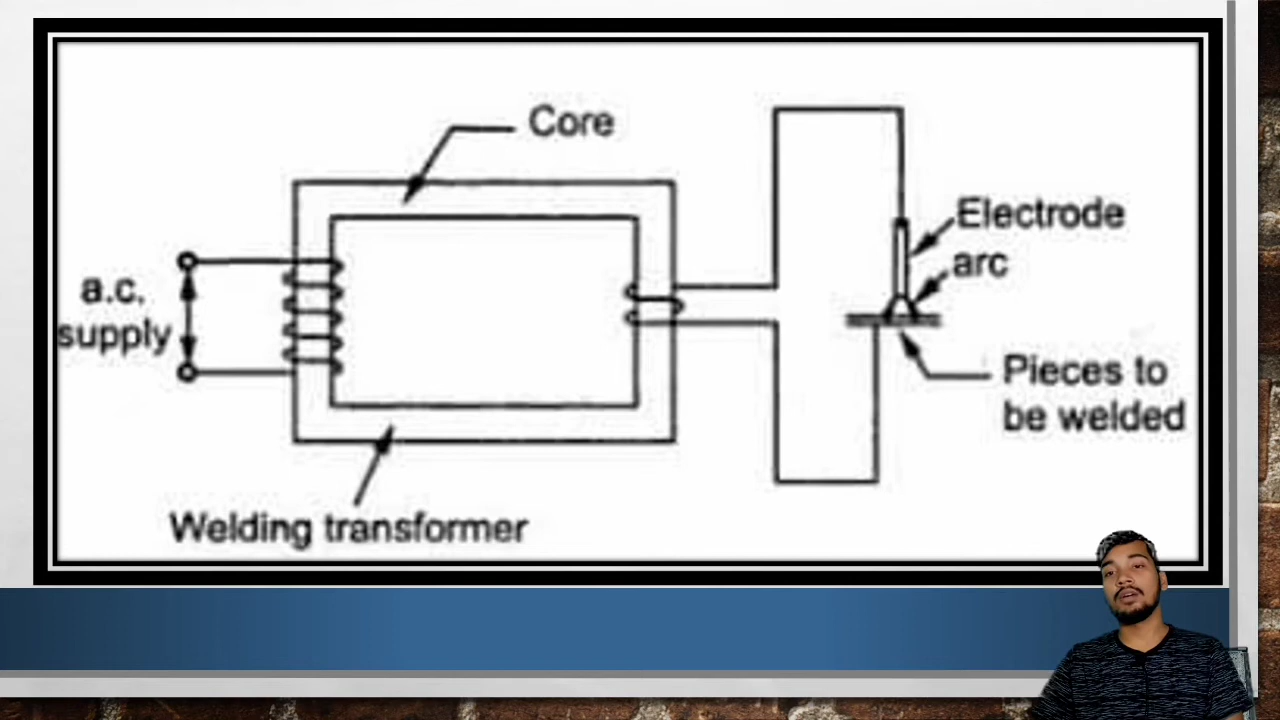 Core
Electrode
arc
a.c.
supply
Pieces to
be welded
Welding transformer